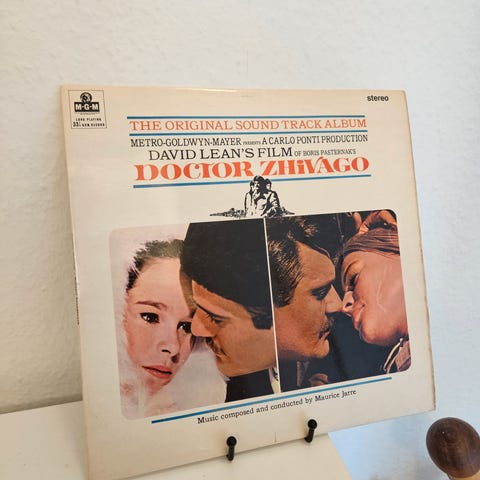 M-G-M
LONG PLAYING
33⅓ R.P.M. RECORD
stereo
THE ORIGINAL SOUND TRACK ALBUM
METRO-GOLDWYN-MAYER PRESENTS A CARLO PONTI PRODUCTION
DAVID LEAN'S FILM OF BORIS PASTERNAK'S
DOCTOR ZHiVAGO
Music composed and conducted by Maurice Jarre